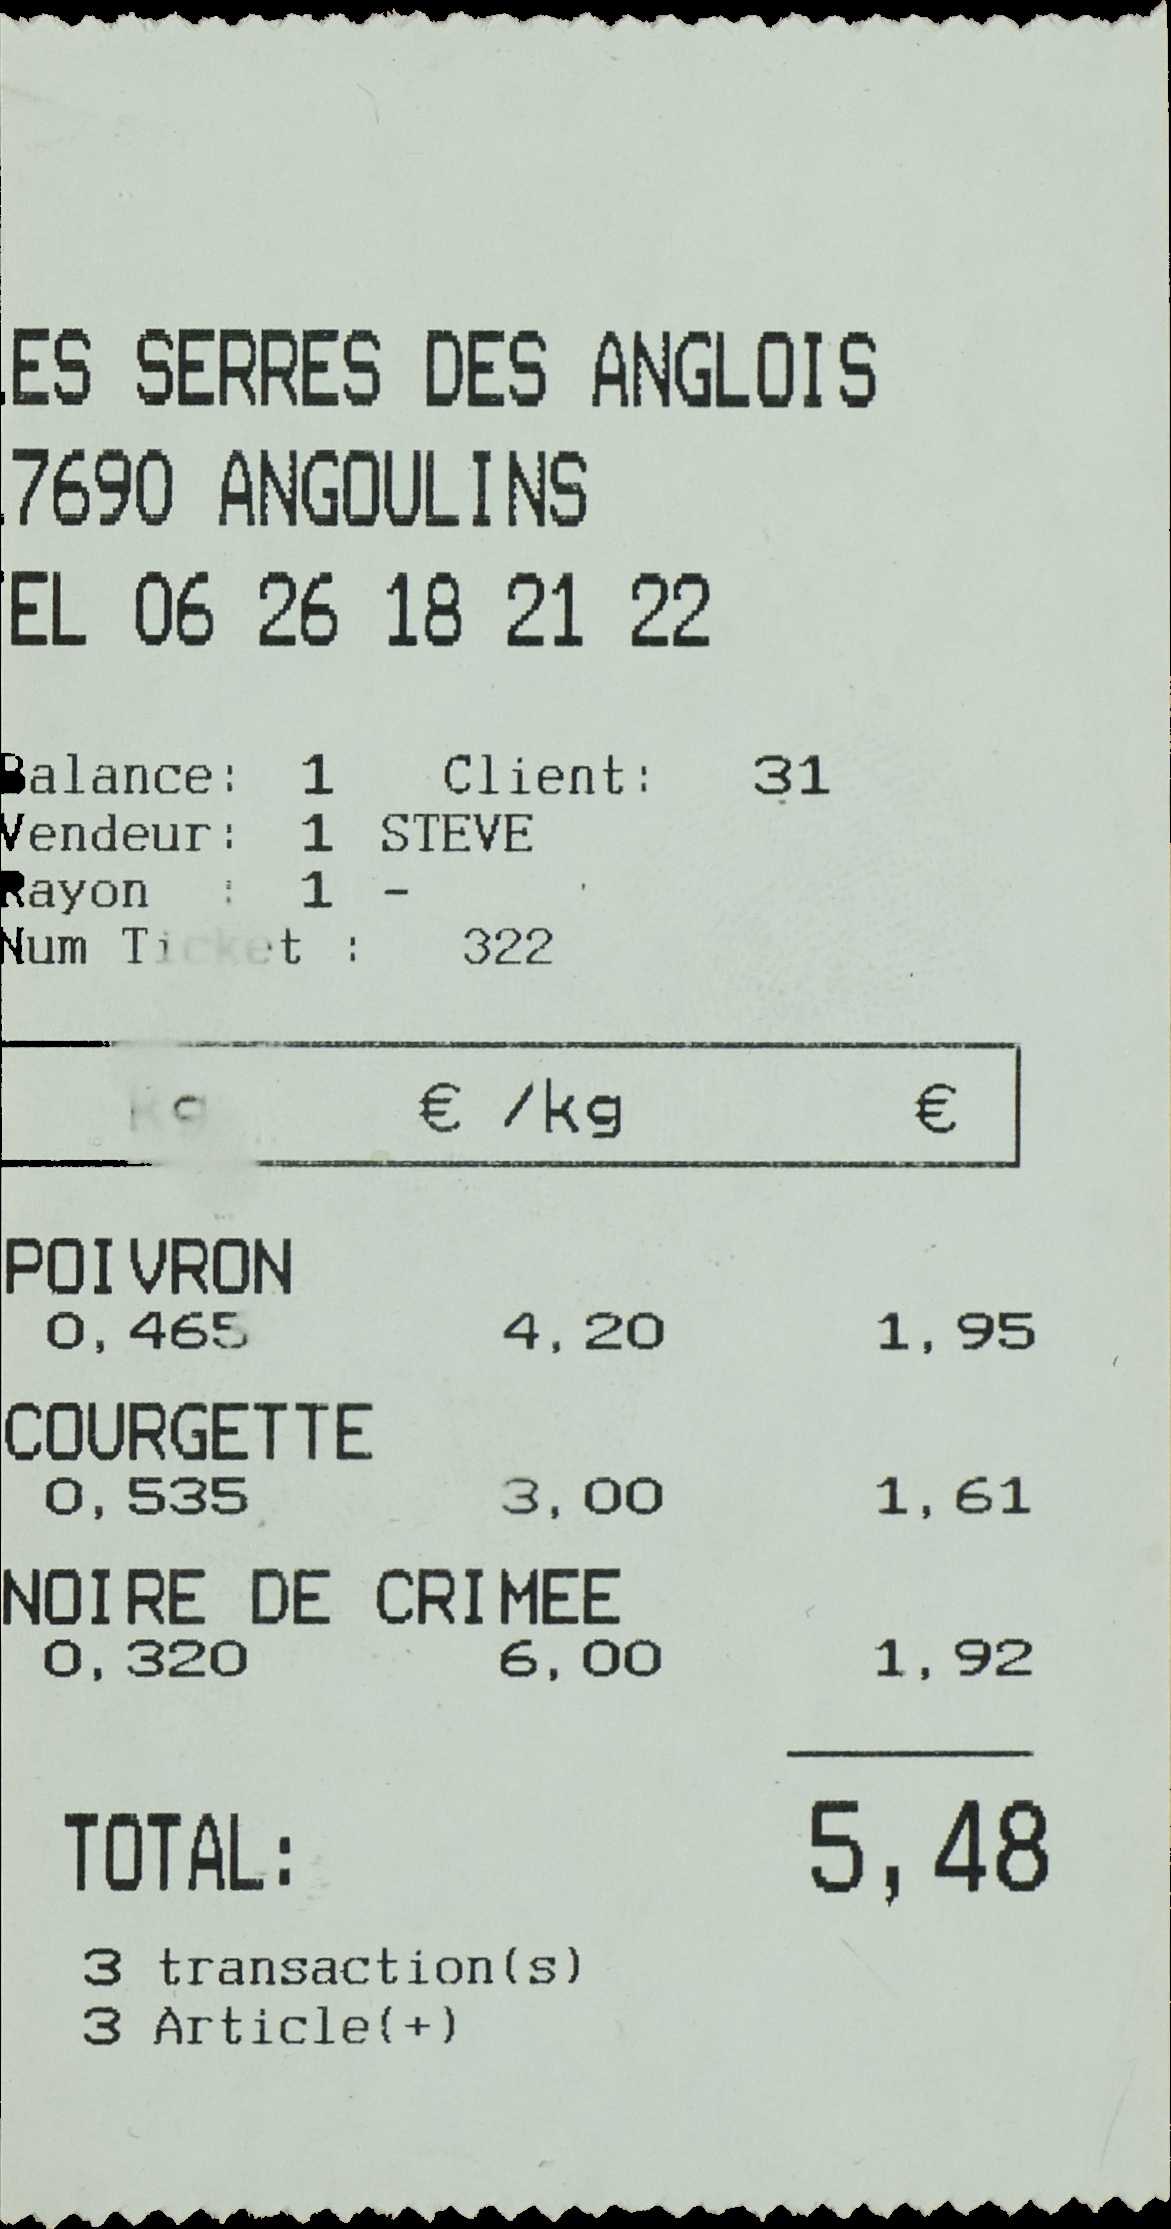 LES SERRES DES ANGLOIS
17690 ANGOULINS
TEL 06 26 18 21 22
Balance: 1 Client: 31
Vendeur: 1 STEVE
Rayon : 1 -
Num Ticket : 322
kg € /kg €
POIVRON
0,465 4,20 1,95
COURGETTE
0,535 3,00 1,61
NOIRE DE CRIMEE
0,320 6,00 1,92
TOTAL: 5,48
3 transaction(s)
3 Article(+)